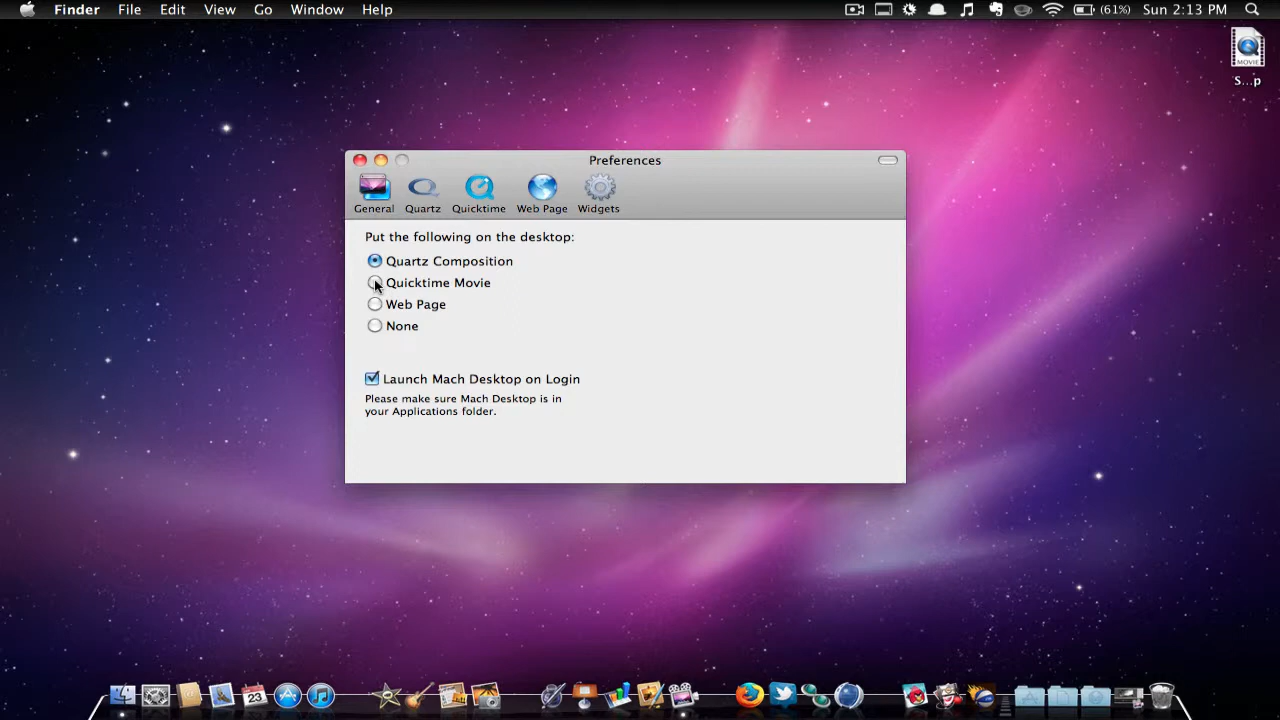 Finder File Edit View Go Window Help (61%) Sun 2:13 PM
MOVIE
S...p
Preferences
General Quartz Quicktime Web Page Widgets
Put the following on the desktop:
Quartz Composition
Quicktime Movie
Web Page
None
Launch Mach Desktop on Login
Please make sure Mach Desktop is in
your Applications folder.
23